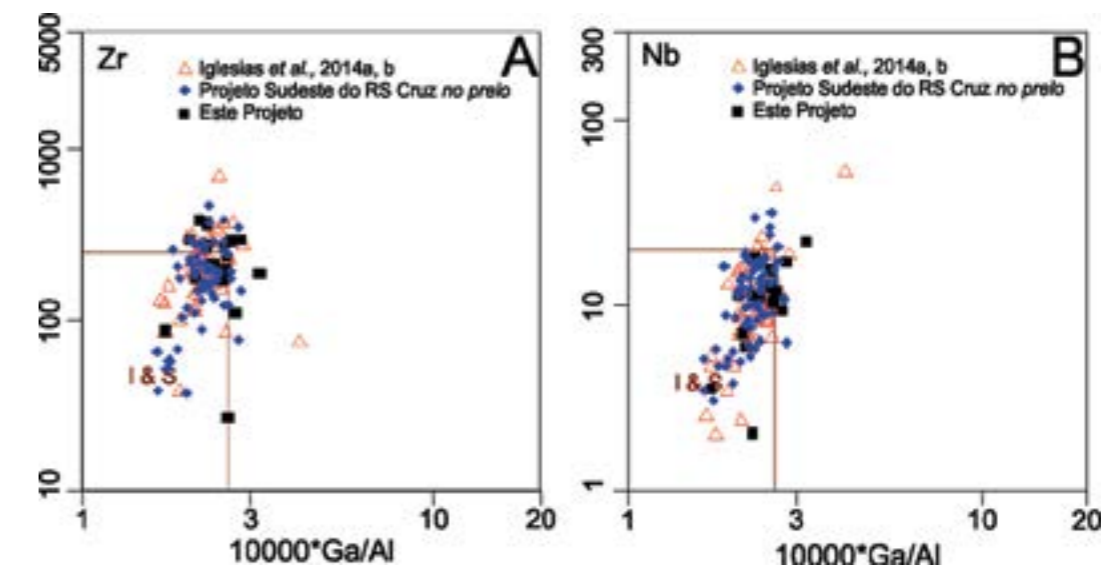 Zr
A
Iglesias et al., 2014a, b
Projeto Sudeste do RS Cruz no prelo
Este Projeto
5000
1000
100
10
I & S
1
3
10
20
10000*Ga/Al
Nb
B
Iglesias et al., 2014a, b
Projeto Sudeste do RS Cruz no prelo
Este Projeto
300
100
10
1
I & S
1
3
10
20
10000*Ga/Al